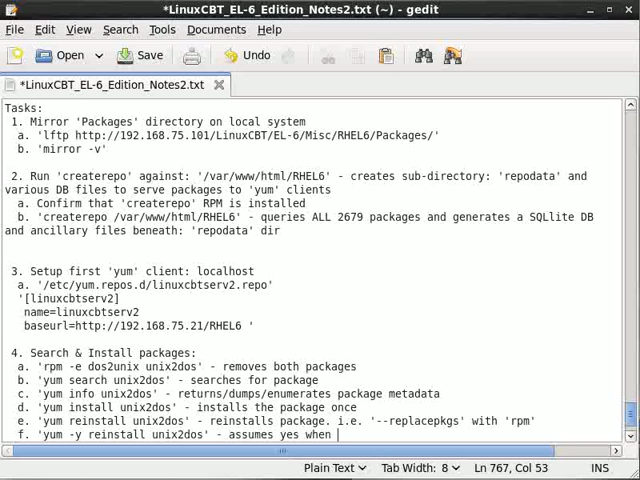 *LinuxCBT_EL-6_Edition_Notes2.txt (~) - gedit
File Edit View Search Tools Documents Help
Open Save Undo
*LinuxCBT_EL-6_Edition_Notes2.txt
Tasks:
1. Mirror 'Packages' directory on local system
a. 'lftp http://192.168.75.101/LinuxCBT/EL-6/Misc/RHEL6/Packages/'
b. 'mirror -v'
2. Run 'createrepo' against: '/var/www/html/RHEL6' - creates sub-directory: 'repodata' and
various DB files to serve packages to 'yum' clients
a. Confirm that 'createrepo' RPM is installed
b. 'createrepo /var/www/html/RHEL6' - queries ALL 2679 packages and generates a SQLlite DB
and ancillary files beneath: 'repodata' dir
3. Setup first 'yum' client: localhost
a. '/etc/yum.repos.d/linuxcbtserv2.repo'
'[linuxcbtserv2]
name=linuxcbtserv2
baseurl=http://192.168.75.21/RHEL6 '
4. Search & Install packages:
a. 'rpm -e dos2unix unix2dos' - removes both packages
b. 'yum search unix2dos' - searches for package
c. 'yum info unix2dos' - returns/dumps/enumerates package metadata
d. 'yum install unix2dos' - installs the package once
e. 'yum reinstall unix2dos' - reinstalls package. i.e. '--replacepkgs' with 'rpm'
f. 'yum -y reinstall unix2dos' - assumes yes when
Plain Text Tab Width: 8 Ln 767, Col 53 INS